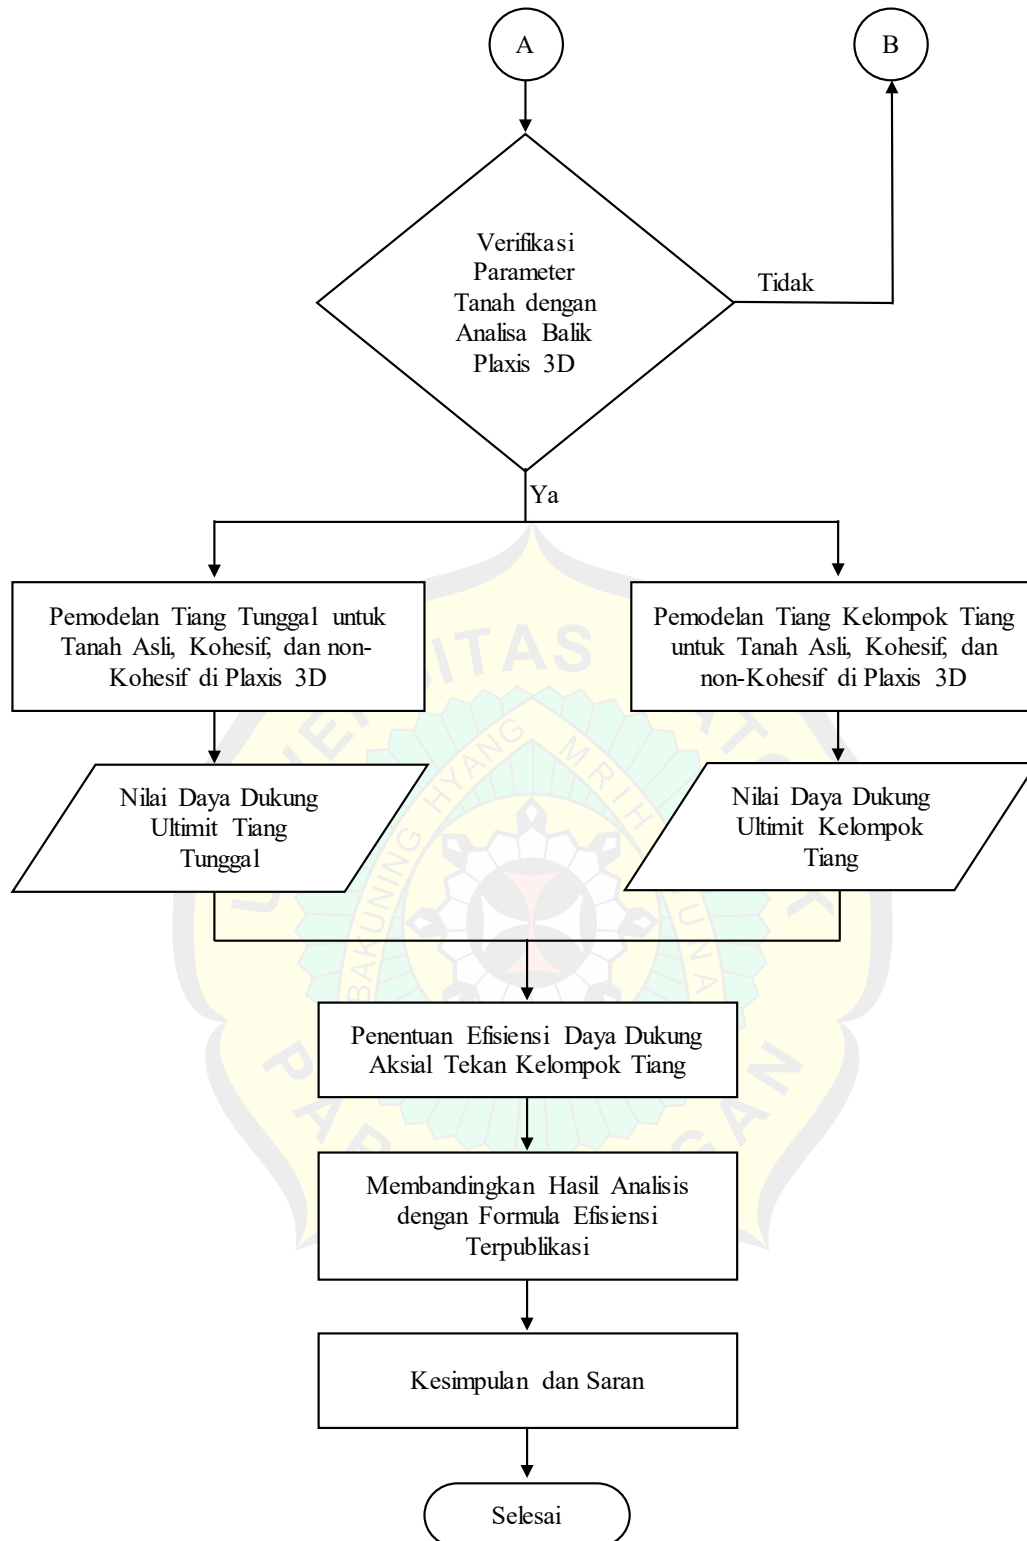 A
B
Verifikasi
Parameter
Tanah dengan
Analisa Balik
Plaxis 3D
Tidak
Ya
Pemodelan Tiang Tunggal untuk
Tanah Asli, Kohesif, dan non-
Kohesif di Plaxis 3D
Pemodelan Tiang Kelompok Tiang
untuk Tanah Asli, Kohesif, dan
non-Kohesif di Plaxis 3D
Nilai Daya Dukung
Ultimit Tiang
Tunggal
Nilai Daya Dukung
Ultimit Kelompok
Tiang
Penentuan Efisiensi Daya Dukung
Aksial Tekan Kelompok Tiang
Membandingkan Hasil Analisis
dengan Formula Efisiensi
Terpublikasi
Kesimpulan dan Saran
Selesai
BAKUNING HYANG MRIH